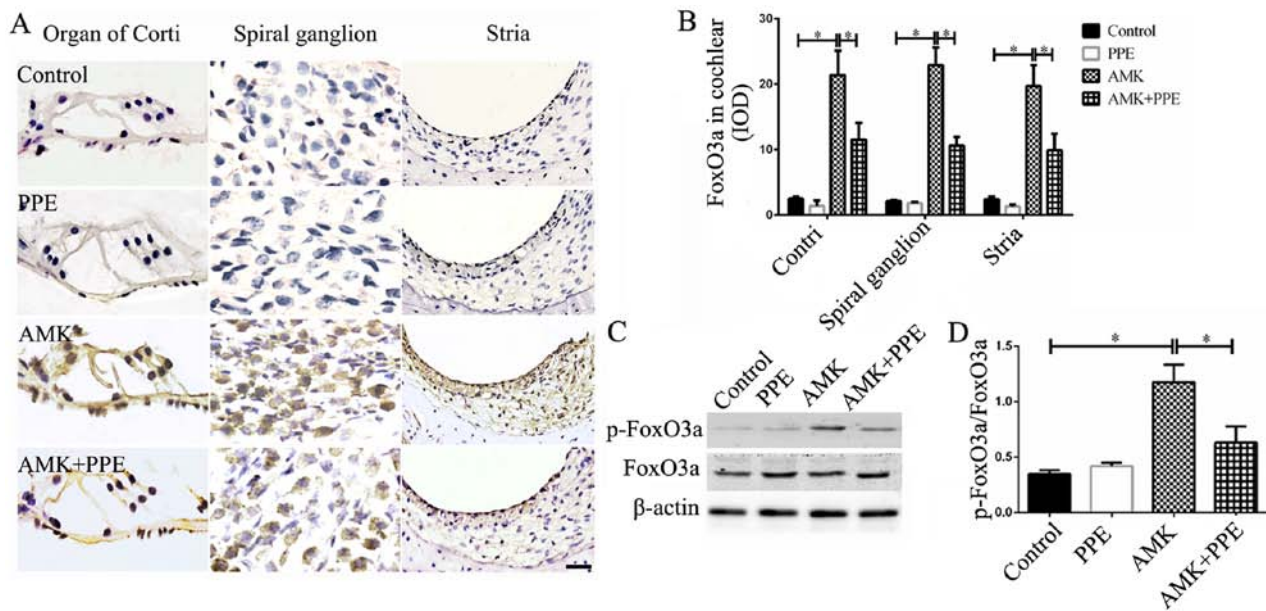 A
Organ of Corti Spiral ganglion Stria
Control
PPE
AMK
AMK+PPE
B
FoxO3a in cochlear
(IOD)
30
20
10
0
* * * * * *
Control
PPE
AMK
AMK+PPE
Contri
Spiral ganglion
Stria
C
Control PPE AMK AMK+PPE
p-FoxO3a
FoxO3a
β-actin
D
p-FoxO3a/FoxO3a
1.5
1.0
0.5
0.0
* *
Control
PPE
AMK
AMK+PPE